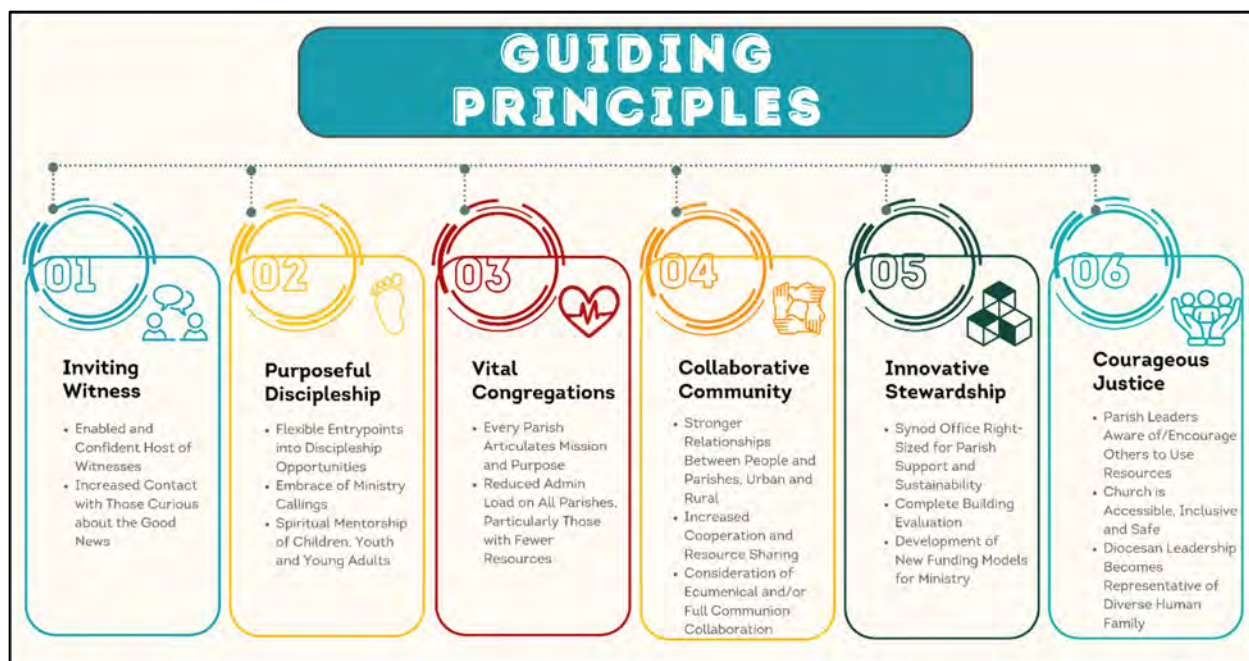 GUIDING
PRINCIPLES
01
Inviting
Witness
• Enabled and
Confident Host of
Witnesses
• Increased Contact
with Those Curious
about the Good
News
02
Purposeful
Discipleship
• Flexible Entrypoints
into Discipleship
Opportunities
• Embrace of Ministry
Callings
• Spiritual Mentorship
of Children, Youth
and Young Adults
03
Vital
Congregations
• Every Parish
Articulates Mission
and Purpose
• Reduced Admin
Load on All Parishes,
Particularly Those
with Fewer
Resources
04
Collaborative
Community
• Stronger
Relationships
Between People and
Parishes, Urban and
Rural
• Increased
Cooperation and
Resource Sharing
• Consideration of
Ecumenical and/or
Full Communion
Collaboration
05
Innovative
Stewardship
• Synod Office Right-
Sized for Parish
Support and
Sustainability
• Complete Building
Evaluation
• Development of
New Funding Models
for Ministry
06
Courageous
Justice
• Parish Leaders
Aware of/Encourage
Others to Use
Resources
• Church is
Accessible, Inclusive
and Safe
• Diocesan Leadership
Becomes
Representative of
Diverse Human
Family